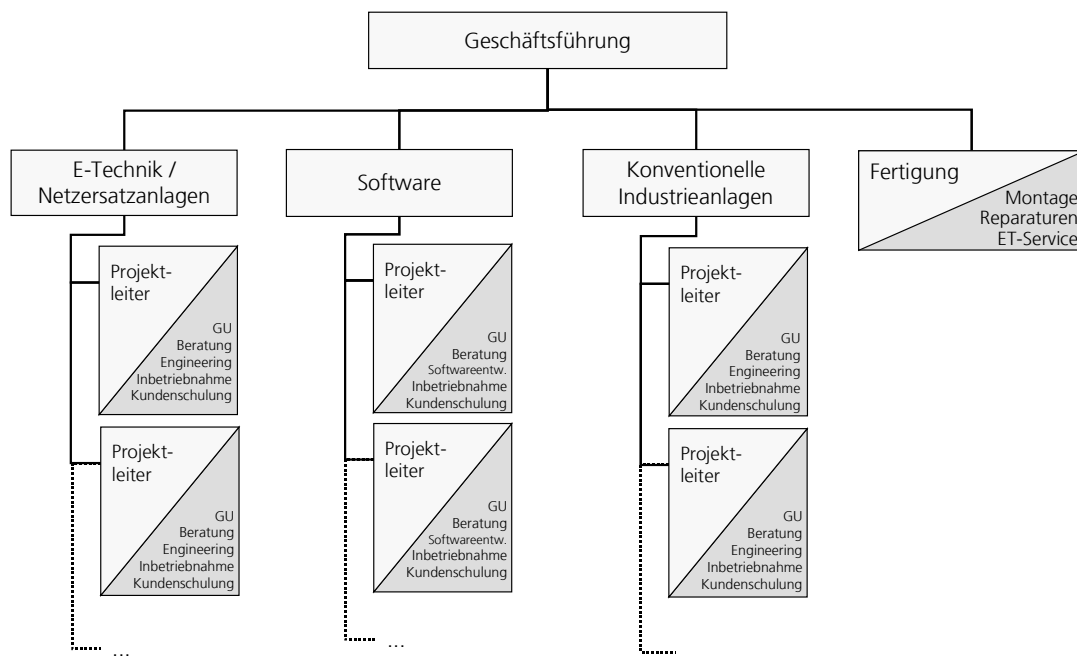 Geschäftsführung
E-Technik /
Netzersatzanlagen
Software
Konventionelle
Industrieanlagen
Fertigung
Montage
Reparaturen
ET-Service
Projekt-
leiter
GU
Beratung
Engineering
Inbetriebnahme
Kundenschulung
Projekt-
leiter
GU
Beratung
Softwareentw.
Inbetriebnahme
Kundenschulung
Projekt-
leiter
GU
Beratung
Engineering
Inbetriebnahme
Kundenschulung
Projekt-
leiter
GU
Beratung
Engineering
Inbetriebnahme
Kundenschulung
Projekt-
leiter
GU
Beratung
Softwareentw.
Inbetriebnahme
Kundenschulung
Projekt-
leiter
GU
Beratung
Engineering
Inbetriebnahme
Kundenschulung
...
...